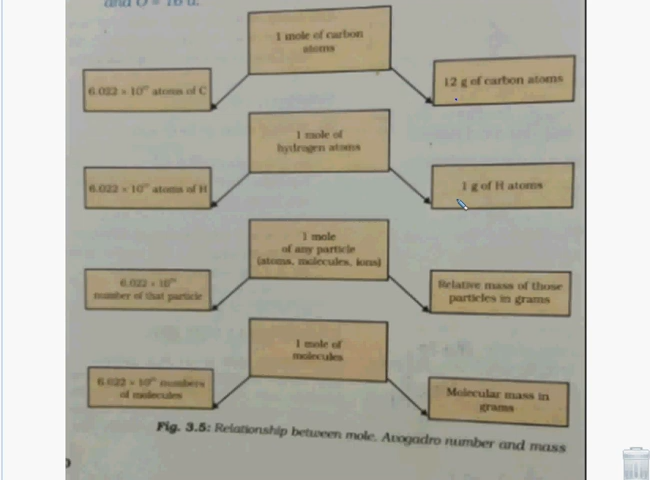 and O = 16 u.
1 mole of carbon
atoms
6.022 × 10²³ atoms of C
12 g of carbon atoms
1 mole of
hydrogen atoms
6.022 × 10²³ atoms of H
1 g of H atoms
1 mole
of any particle
(atoms, molecules, ions)
6.022 × 10²³
number of that particle
Relative mass of those
particles in grams
1 mole of
molecules
6.022 × 10²³ numbers
of molecules
Molecular mass in
grams
Fig. 3.5: Relationship between mole, Avogadro number and mass